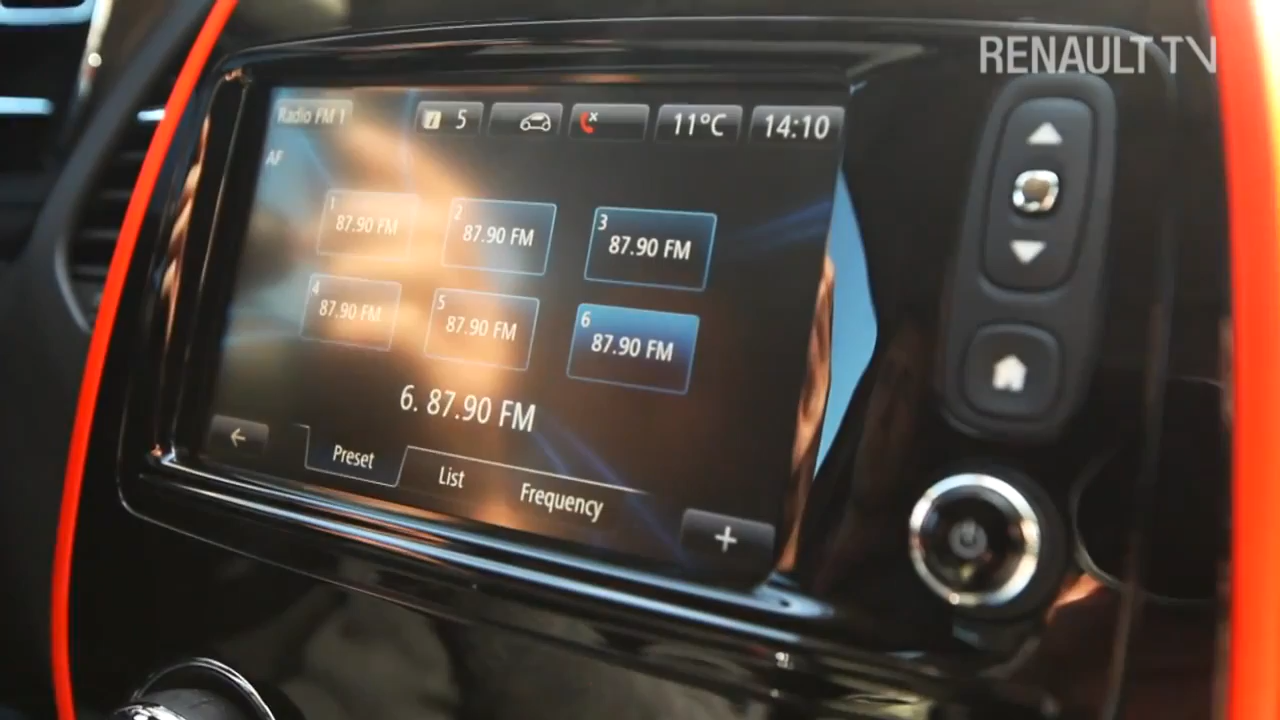 RENAULT TV
Radio FM 1
i 5
11°C
14:10
AF
1
87.90 FM
2
87.90 FM
3
87.90 FM
4
87.90 FM
5
87.90 FM
6
87.90 FM
6. 87.90 FM
Preset
List
Frequency